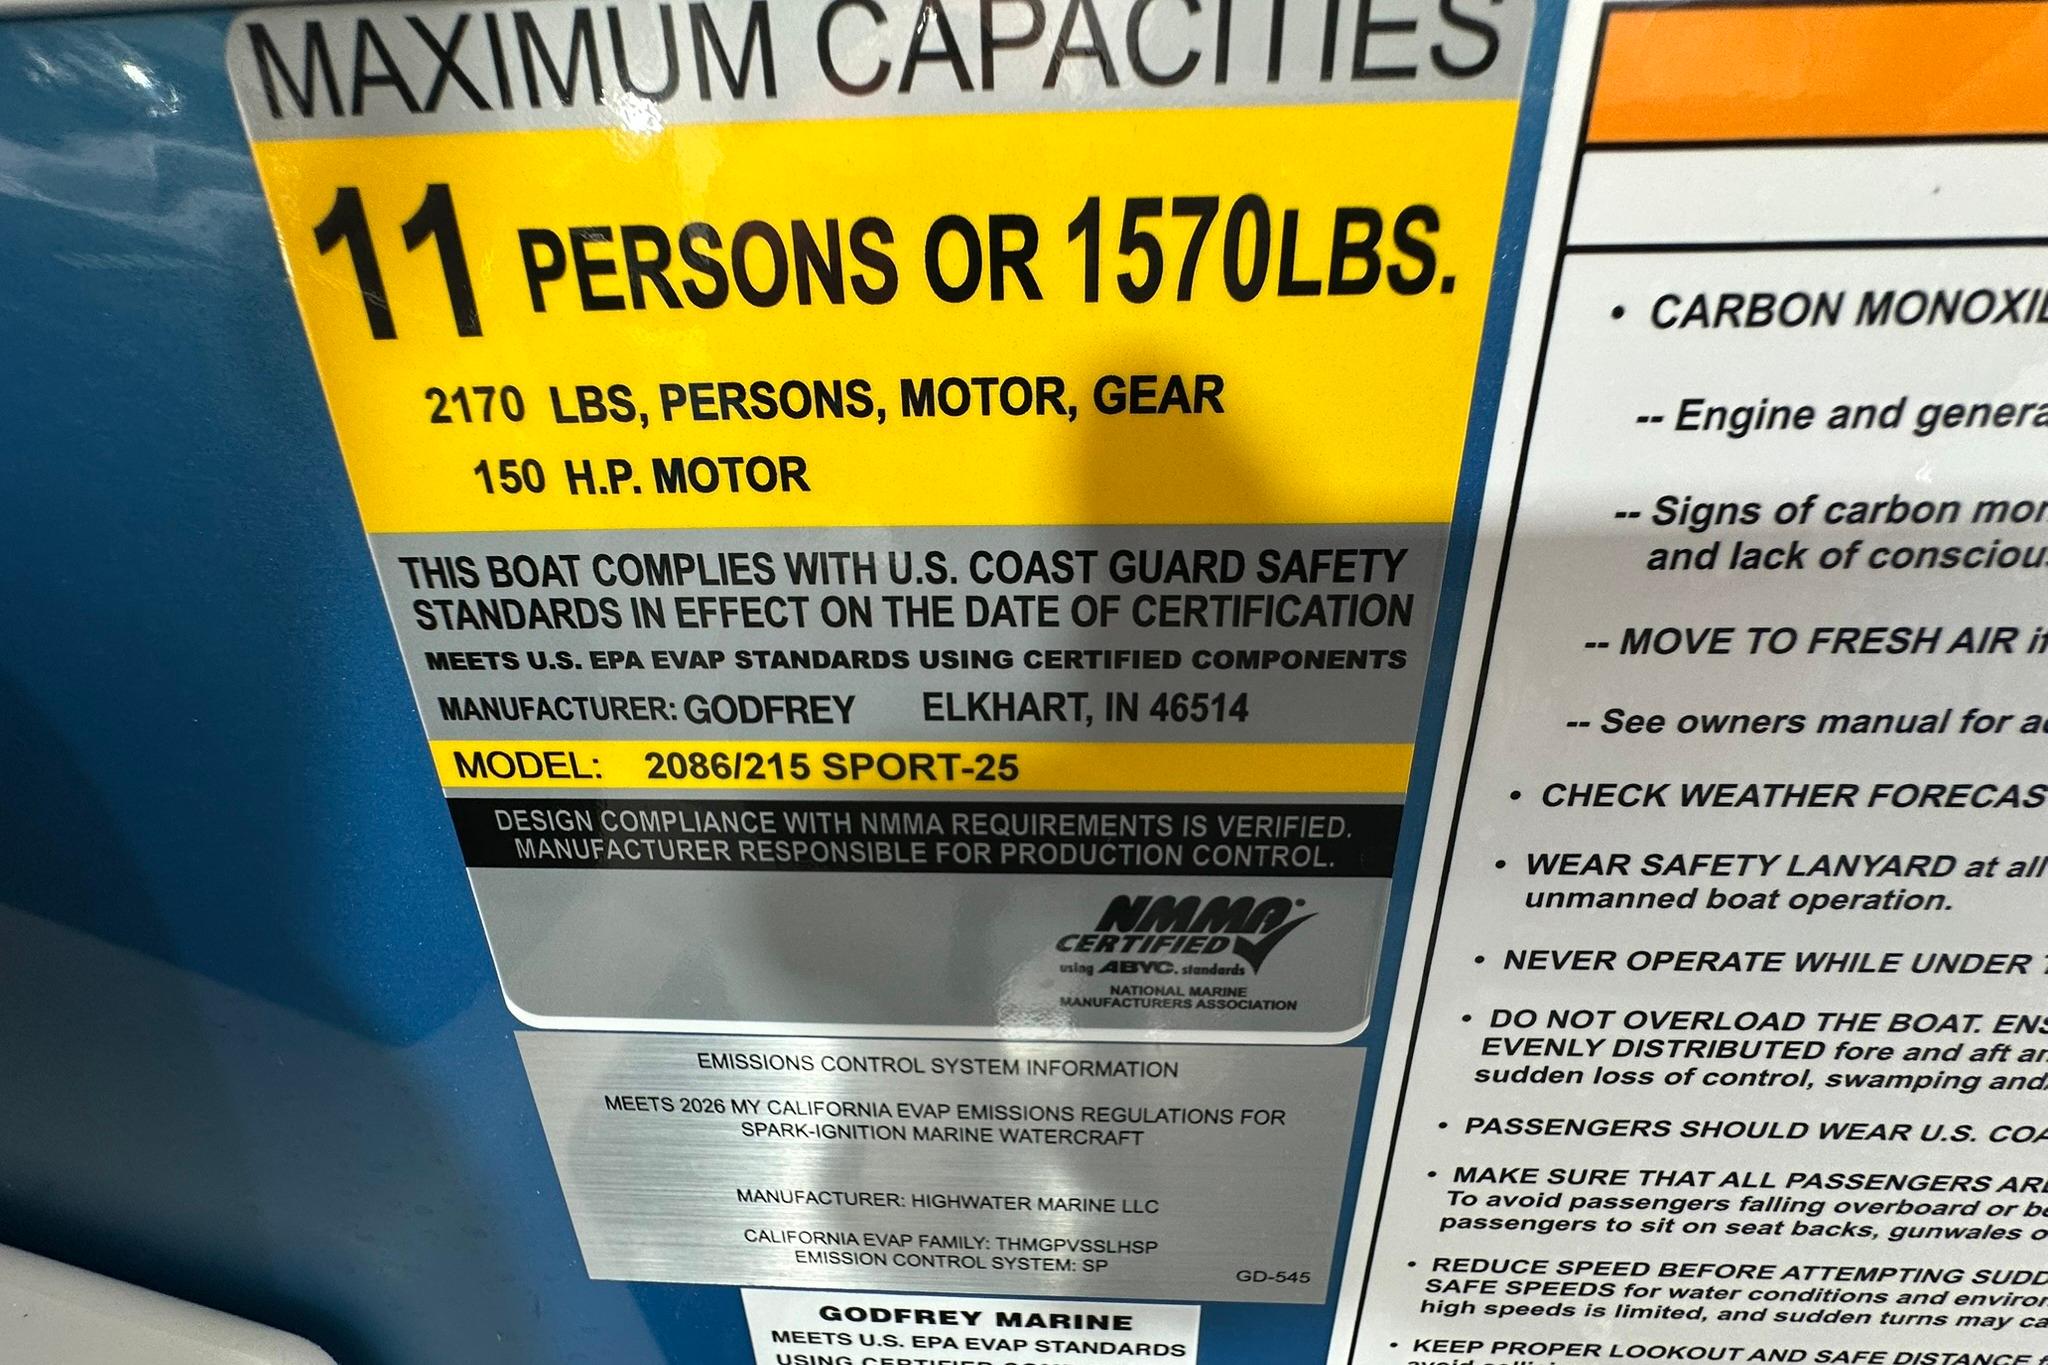 MAXIMUM CAPACITIES
11 PERSONS OR 1570LBS.
2170 LBS, PERSONS, MOTOR, GEAR
150 H.P. MOTOR
THIS BOAT COMPLIES WITH U.S. COAST GUARD SAFETY
STANDARDS IN EFFECT ON THE DATE OF CERTIFICATION
MEETS U.S. EPA EVAP STANDARDS USING CERTIFIED COMPONENTS
MANUFACTURER: GODFREY ELKHART, IN 46514
MODEL: 2086/215 SPORT-25
DESIGN COMPLIANCE WITH NMMA REQUIREMENTS IS VERIFIED.
MANUFACTURER RESPONSIBLE FOR PRODUCTION CONTROL.
NMMA
CERTIFIED
using ABYC. standards
NATIONAL MARINE
MANUFACTURERS ASSOCIATION
EMISSIONS CONTROL SYSTEM INFORMATION
MEETS 2026 MY CALIFORNIA EVAP EMISSIONS REGULATIONS FOR
SPARK-IGNITION MARINE WATERCRAFT
MANUFACTURER: HIGHWATER MARINE LLC
CALIFORNIA EVAP FAMILY: THMGPVSSLHSP
EMISSION CONTROL SYSTEM: SP
GD-545
GODFREY MARINE
MEETS U.S. EPA EVAP STANDARDS
USING CERTIFIED
• CARBON
-- Engine and
-- Signs of carbon
and lack of
-- MOVE TO FRESH AIR
-- See owners manual for
• CHECK WEATHER
• WEAR SAFETY LANYARD at all
unmanned boat operation.
• NEVER OPERATE WHILE UNDER
• DO NOT OVERLOAD THE BOAT.
EVENLY DISTRIBUTED fore and aft
sudden loss of control, swamping
• PASSENGERS SHOULD WEAR U.S.
• MAKE SURE THAT ALL PASSENGERS
To avoid passengers falling overboard or
passengers to sit on seat backs, gunwales
• REDUCE SPEED BEFORE ATTEMPTING
SAFE SPEEDS for water conditions and
high speeds is limited, and sudden turns may
• KEEP PROPER LOOKOUT AND SAFE DISTANCE